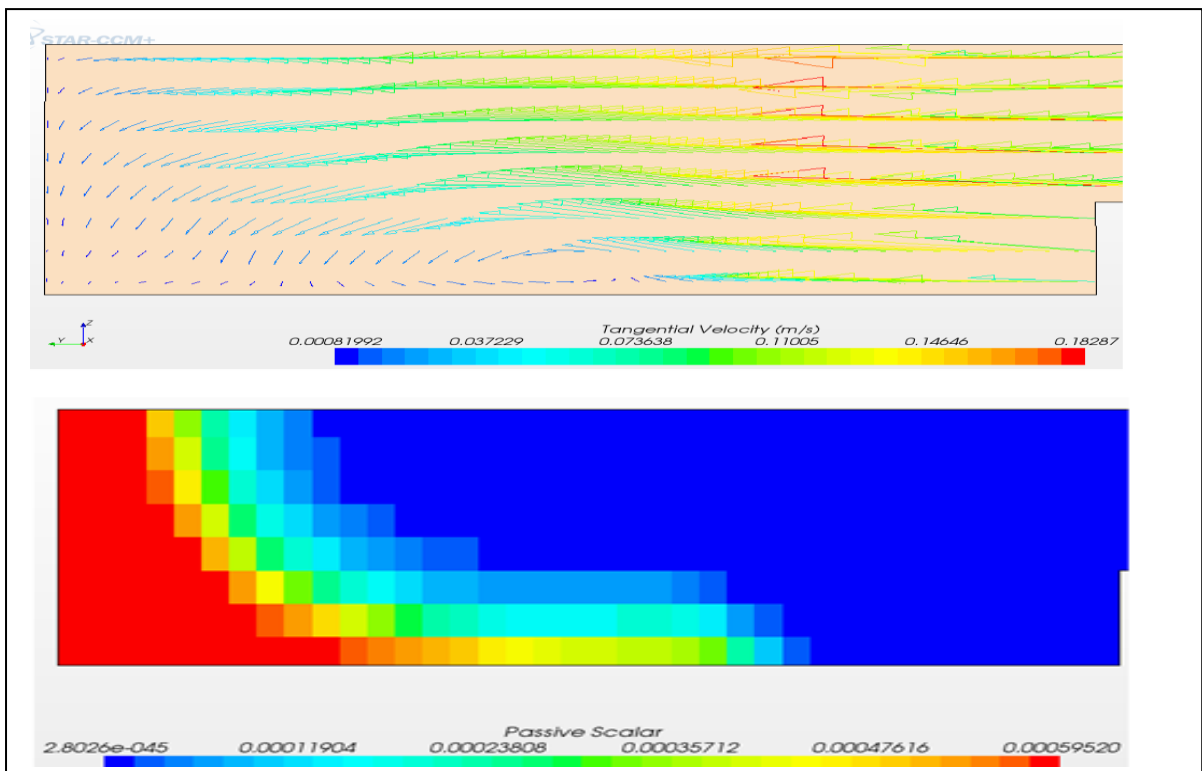 STAR-CCM+
Z
Y X
Tangential Velocity (m/s)
0.00081992 0.037229 0.073638 0.11005 0.14646 0.18287
Passive Scalar
2.8026e-045 0.00011904 0.00023808 0.00035712 0.00047616 0.00059520